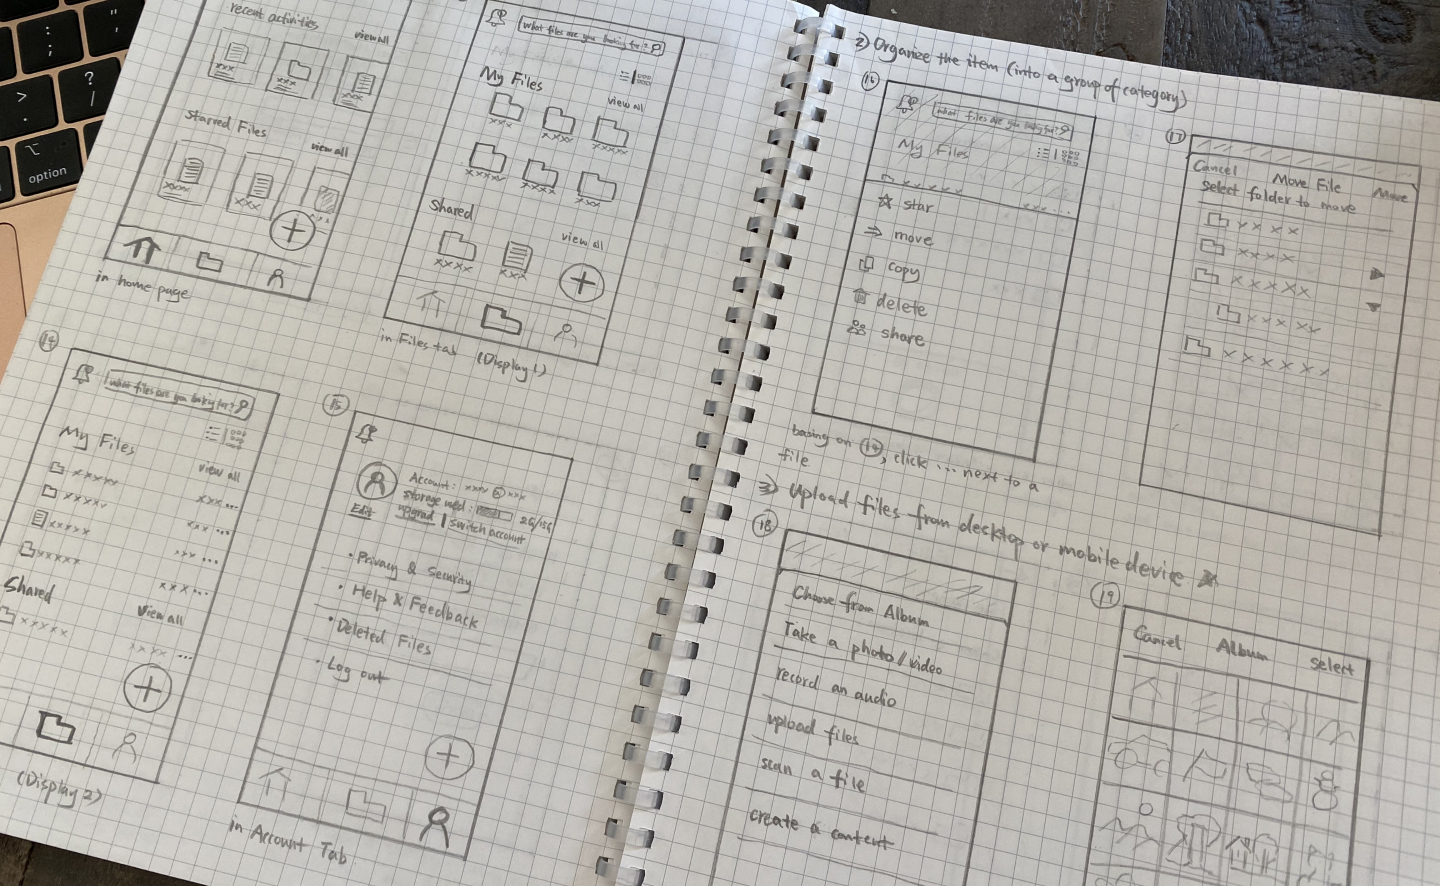 recent activities
view all
xxx
xxx
xxx
starred Files
view all
xxxx
xxx
in home page
what files are you looking for?
My Files
view all
xxx
xxxx
xxxxx
xxxxx
xxxx
xxx
Shared
view all
xxxx
xxx
in Files tab (Display 1)
14
what files are you looking for?
My Files
view all
xxxxx
xxx...
xxxxx
xxx ...
xxxxx
... ...
xxxxx
xxx...
Shared
View all
xxxxx
xxxx ...
(Display 2)
15
Account: xxxx @ xxx
storage used: 2G/15G
Edit
upgrad | switch account
• Privacy & Security
• Help & Feedback
• Deleted Files
• Log out
in Account Tab
2) Organize the item (into a group of category)
16
what files are you looking for?
My Files
xxxxx
xxx ...
star
move
copy
delete
share
basing on 14, click ... next to a
file
17
Cancel Move File Move
Select folder to move
xxxx
xxxx
xxxxx
xxxxx
xxxxxx
3) Upload files from desktop or mobile device
18
Choose from Album
Take a photo/video
record an audio
upload files
scan a file
create a content
19
Cancel Album select
;
:
"
'
>
.
?
/
option